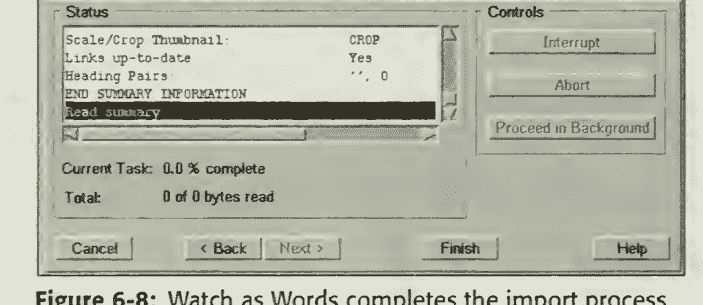 Status
Controls
Scale/Crop Thumbnail: CROP
Links up-to-date Yes
Heading Pairs '', 0
END SUMMARY INFORMATION
Read summary
Interrupt
Abort
Proceed in Background
Current Task: 0.0 % complete
Total: 0 of 0 bytes read
Cancel
< Back
Next >
Finish
Help
Figure 6-8: Watch as Words completes the import process